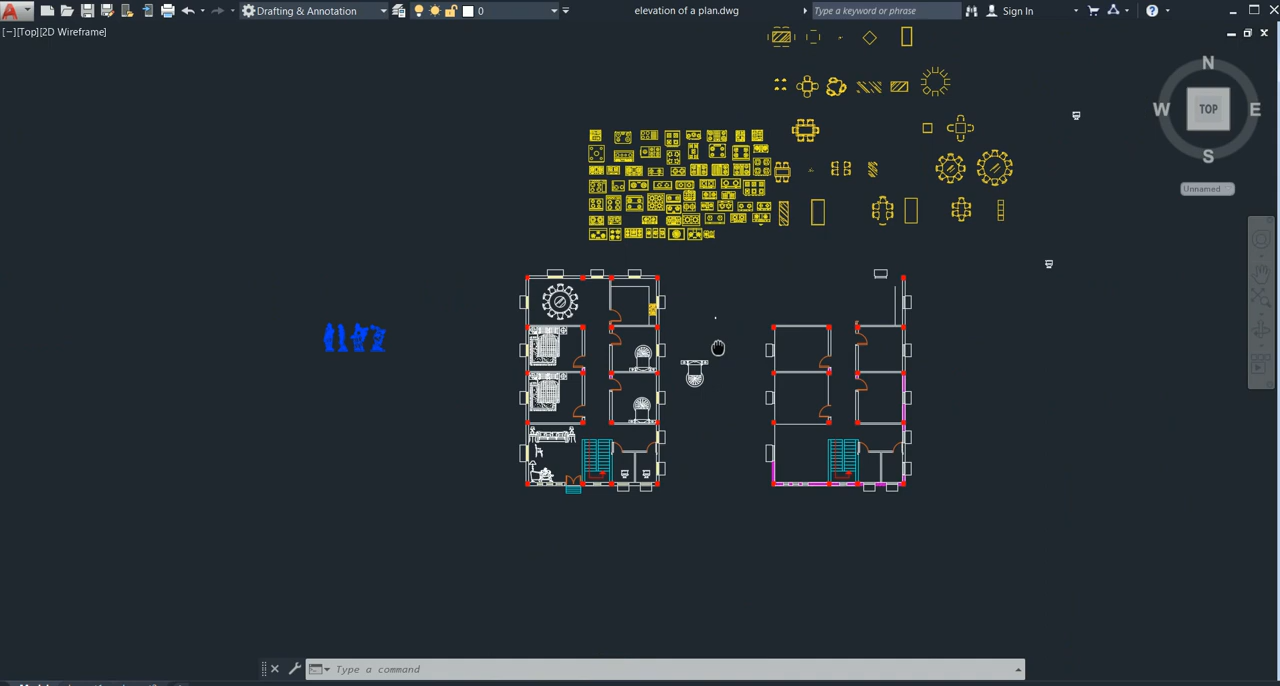 A
Drafting & Annotation
0
elevation of a plan.dwg
Type a keyword or phrase
Sign In
?
[−][Top][2D Wireframe]
N
W
TOP
E
S
Unnamed
Type a command